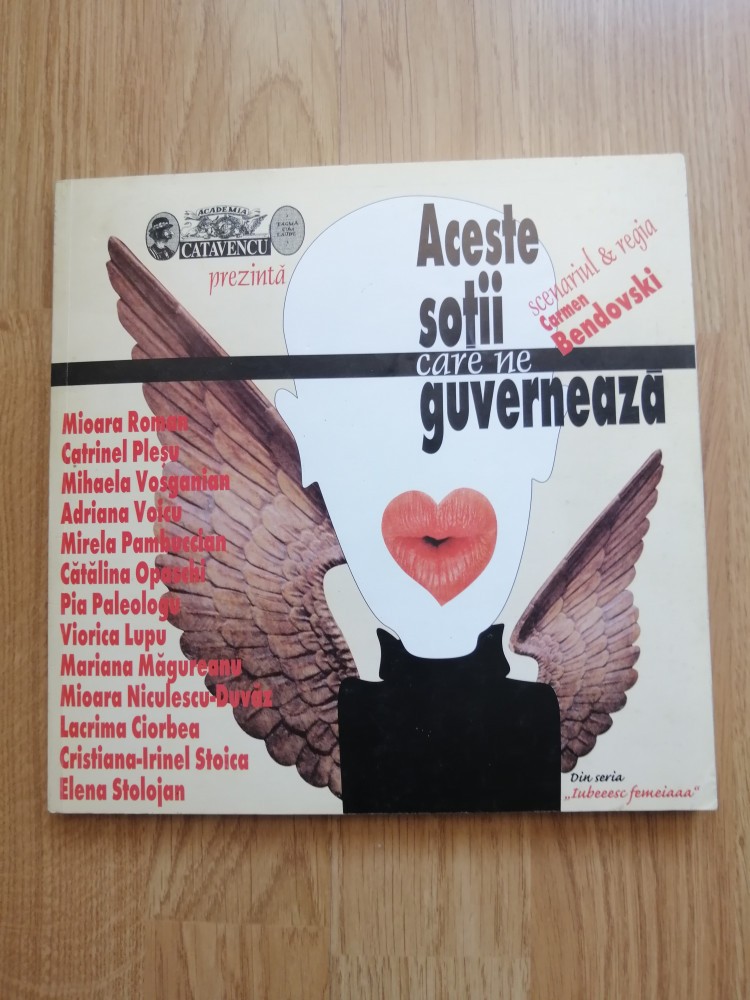 ACADEMIA
CATAVENCU
prezintă
Aceste
soții
care ne
guvernează
scenariul & regia
Carmen
Bendovski
Mioara Roman
Catrinel Pleșu
Mihaela Vosganian
Adriana Voicu
Mirela Pambuccian
Cătălina Opaschi
Pia Paleologu
Viorica Lupu
Mariana Măgureanu
Mioara Niculescu-Duvăz
Lacrima Ciorbea
Cristiana-Irinel Stoica
Elena Stolojan
Din seria
„Iubeeesc femeiaaa"